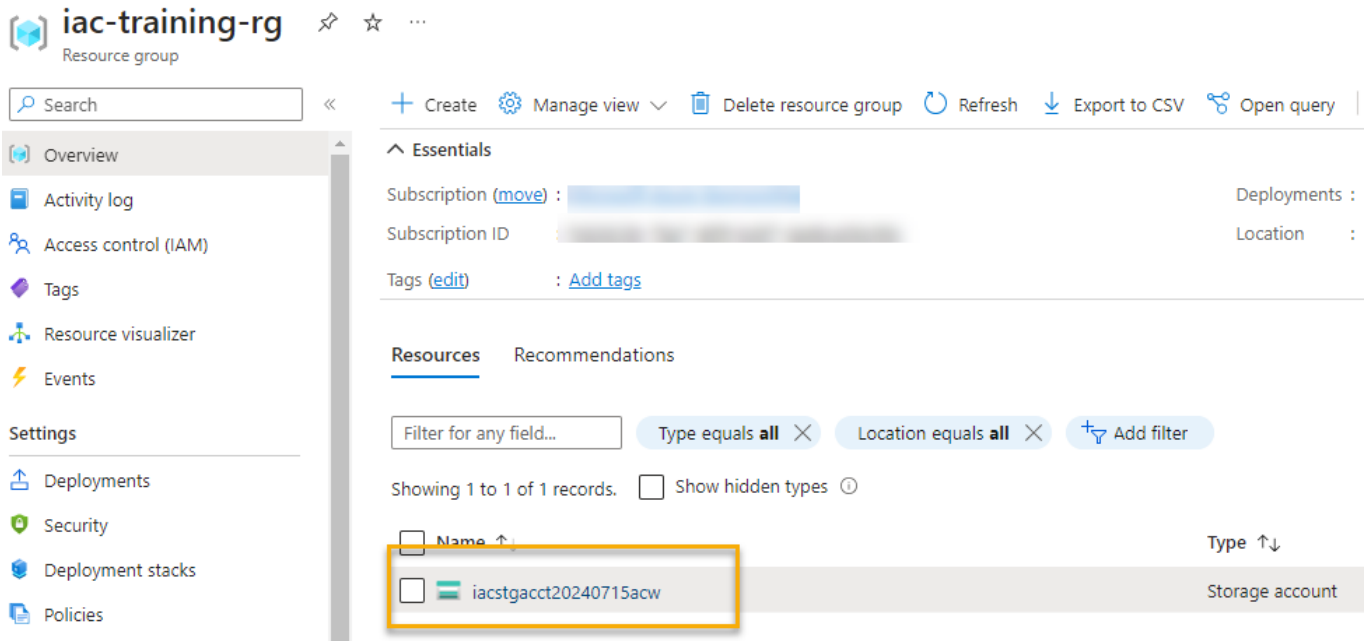 iac-training-rg
Resource group
Search
Overview
Activity log
Access control (IAM)
Tags
Resource visualizer
Events
Settings
Deployments
Security
Deployment stacks
Policies
Create Manage view Delete resource group Refresh Export to CSV Open query
Essentials
Subscription (move) : Deployments :
Subscription ID : Location :
Tags (edit) : Add tags
Resources Recommendations
Filter for any field... Type equals all Location equals all Add filter
Showing 1 to 1 of 1 records. Show hidden types
Name Type
iacstgacct20240715acw Storage account